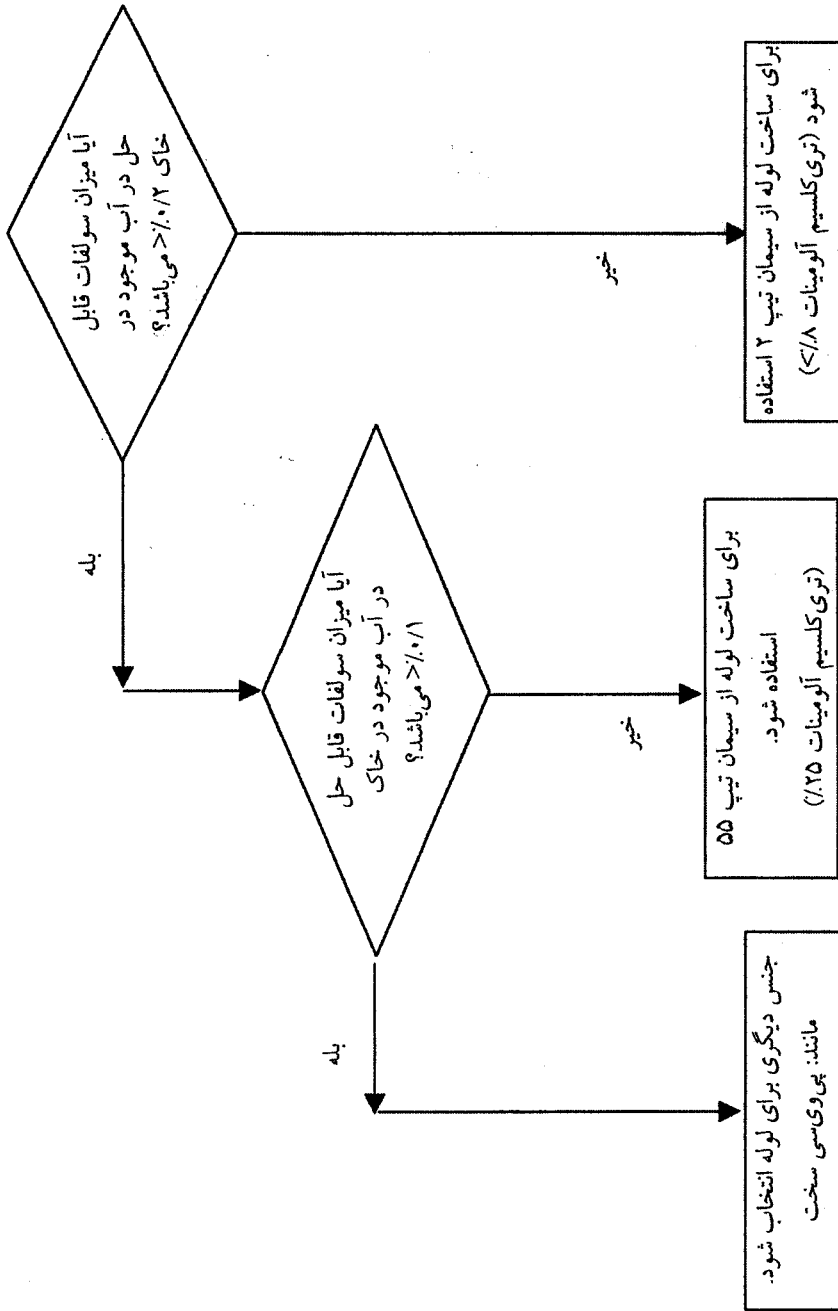 آیا میزان سولفات قابل
حل در آب موجود در
خاک ۰/۲٪< می‌باشد؟
بله
خیر
آیا میزان سولفات قابل حل
در آب موجود در خاک
۰/۱٪< می‌باشد؟
بله
خیر
برای ساخت لوله از سیمان تیپ ۲ استفاده
شود (تری‌کلسیم آلومینات ۸٪>)
برای ساخت لوله از سیمان تیپ ۵۵
استفاده شود.
(تری‌کلسیم آلومینات ۲۵٪)
جنس دیگری برای لوله انتخاب شود.
مانند: پی‌وی‌سی سخت